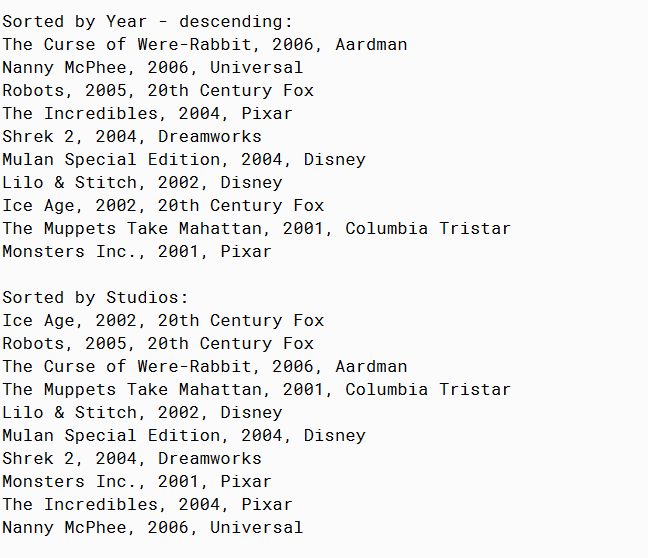 Sorted by Year - descending:
The Curse of Were-Rabbit, 2006, Aardman
Nanny McPhee, 2006, Universal
Robots, 2005, 20th Century Fox
The Incredibles, 2004, Pixar
Shrek 2, 2004, Dreamworks
Mulan Special Edition, 2004, Disney
Lilo & Stitch, 2002, Disney
Ice Age, 2002, 20th Century Fox
The Muppets Take Mahattan, 2001, Columbia Tristar
Monsters Inc., 2001, Pixar

Sorted by Studios:
Ice Age, 2002, 20th Century Fox
Robots, 2005, 20th Century Fox
The Curse of Were-Rabbit, 2006, Aardman
The Muppets Take Mahattan, 2001, Columbia Tristar
Lilo & Stitch, 2002, Disney
Mulan Special Edition, 2004, Disney
Shrek 2, 2004, Dreamworks
Monsters Inc., 2001, Pixar
The Incredibles, 2004, Pixar
Nanny McPhee, 2006, Universal